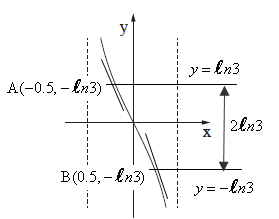 y
y = ℓn3
A(−0.5, −ℓn3)
x
2ℓn3
B(0.5, −ℓn3)
y = −ℓn3